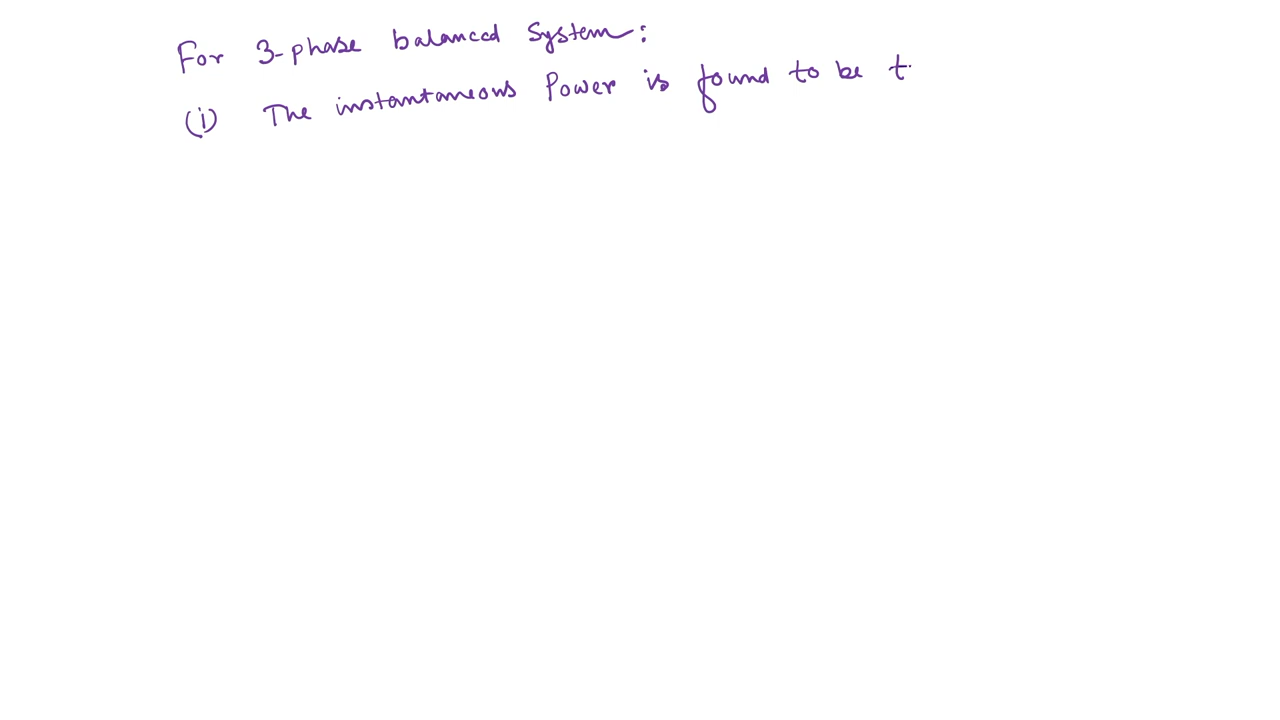 For 3-phase balanced System:
(i) The instantaneous Power is found to be t